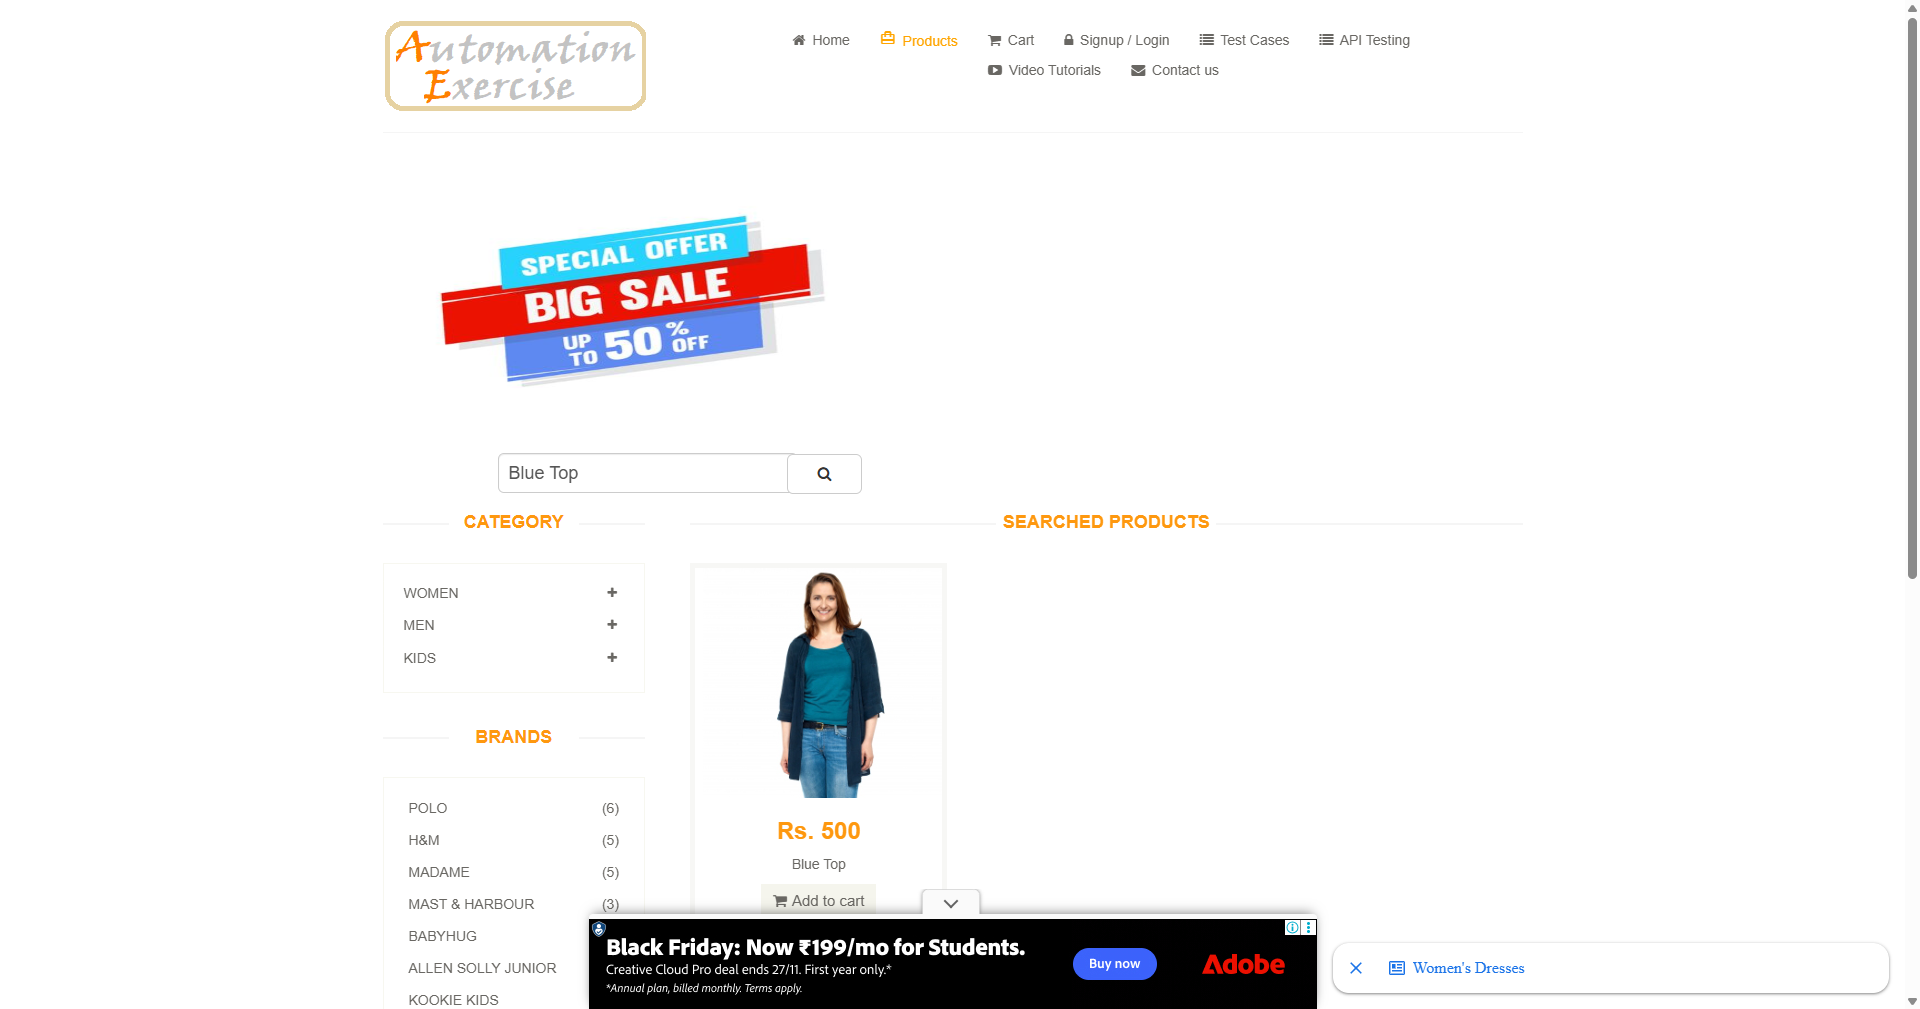 Automation
Exercise
Home
Products
Cart
Signup / Login
Test Cases
API Testing
Video Tutorials
Contact us
SPECIAL OFFER
BIG SALE
UP TO 50% OFF
Blue Top
CATEGORY
WOMEN
MEN
KIDS
BRANDS
POLO (6)
H&M (5)
MADAME (5)
MAST & HARBOUR (3)
BABYHUG
ALLEN SOLLY JUNIOR
KOOKIE KIDS
SEARCHED PRODUCTS
Rs. 500
Blue Top
Add to cart
Black Friday: Now ₹199/mo for Students.
Creative Cloud Pro deal ends 27/11. First year only.*
*Annual plan, billed monthly. Terms apply.
Buy now
Adobe
Women's Dresses